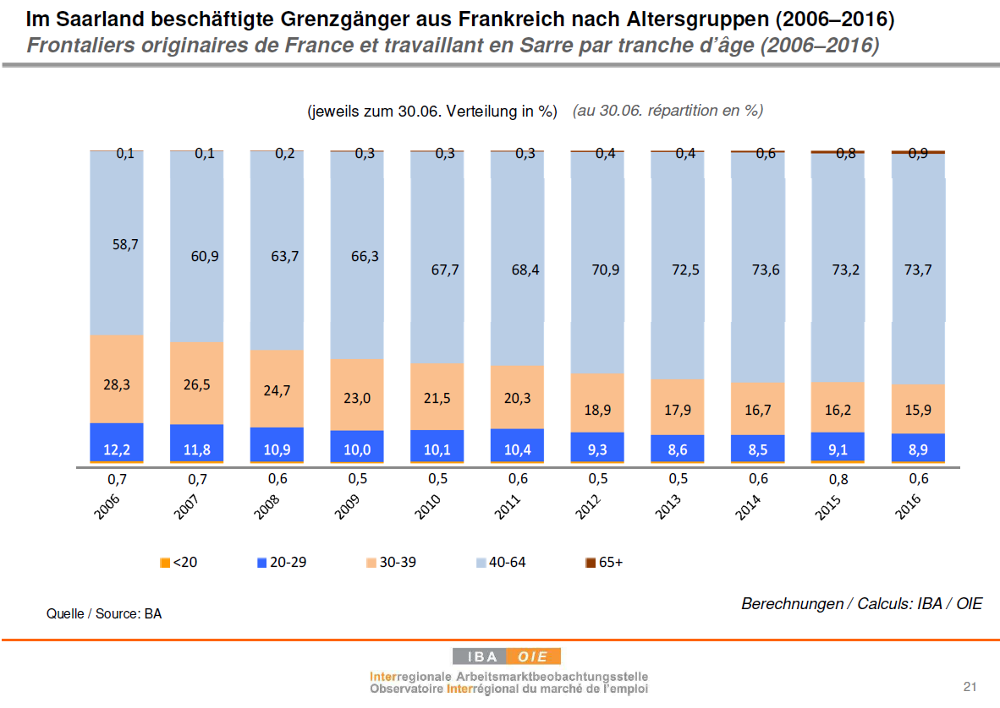 Im Saarland beschäftigte Grenzgänger aus Frankreich nach Altersgruppen (2006–2016)
Frontaliers originaires de France et travaillant en Sarre par tranche d’âge (2006–2016)
(jeweils zum 30.06. Verteilung in %) (au 30.06. répartition en %)
0,1 0,1 0,2 0,3 0,3 0,3 0,4 0,4 0,6 0,8 0,9
58,7 60,9 63,7 66,3 67,7 68,4 70,9 72,5 73,6 73,2 73,7
28,3 26,5 24,7 23,0 21,5 20,3 18,9 17,9 16,7 16,2 15,9
12,2 11,8 10,9 10,0 10,1 10,4 9,3 8,6 8,5 9,1 8,9
0,7 0,7 0,6 0,5 0,5 0,6 0,5 0,5 0,6 0,8 0,6
2006 2007 2008 2009 2010 2011 2012 2013 2014 2015 2016
<20 20-29 30-39 40-64 65+
Berechnungen / Calculs: IBA / OIE
Quelle / Source: BA
IBA OIE
Interregionale Arbeitsmarktbeobachtungsstelle
Observatoire Interrégional du marché de l'emploi
21